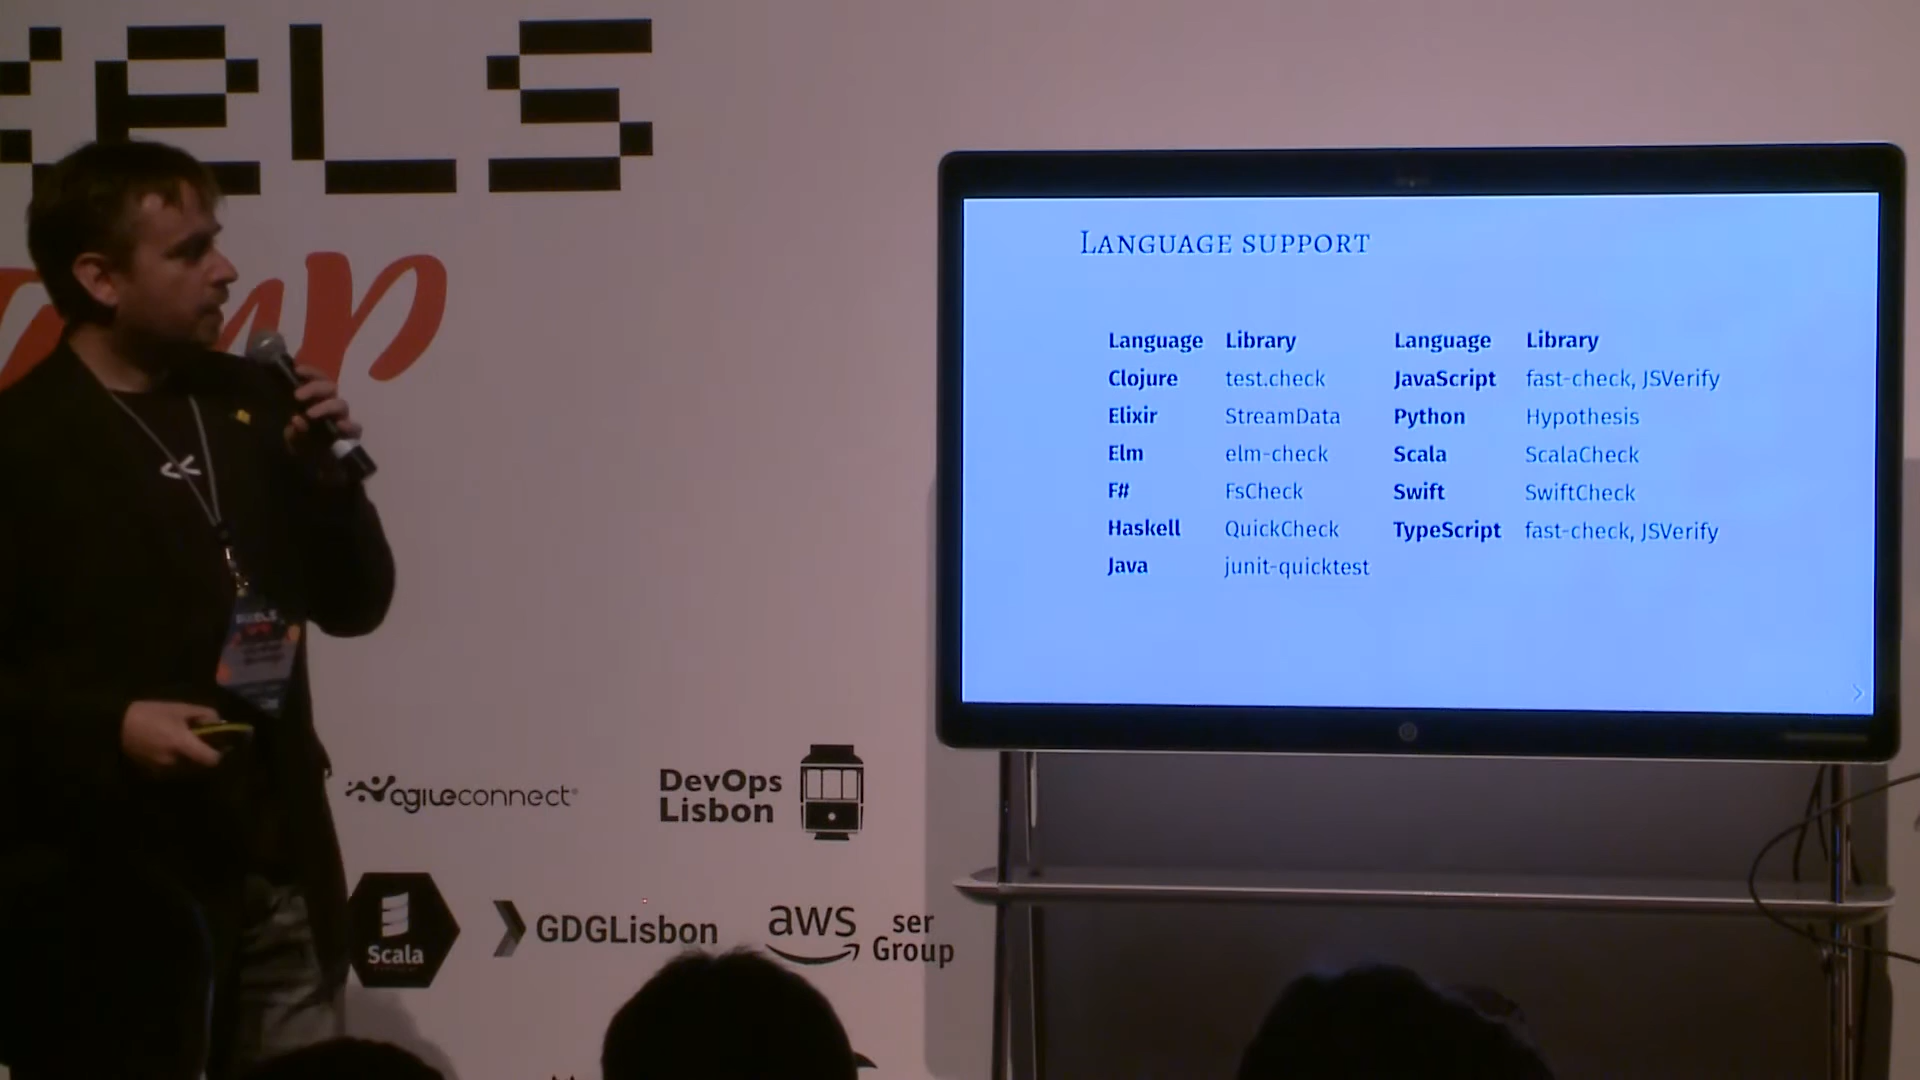 LANGUAGE SUPPORT
Language Library Language Library
Clojure test.check JavaScript fast-check, JSVerify
Elixir StreamData Python Hypothesis
Elm elm-check Scala ScalaCheck
F# FsCheck Swift SwiftCheck
Haskell QuickCheck TypeScript fast-check, JSVerify
Java junit-quicktest
agileconnect
DevOps
Lisbon
Scala
GDGLisbon
aws ser
Group
PIXELS